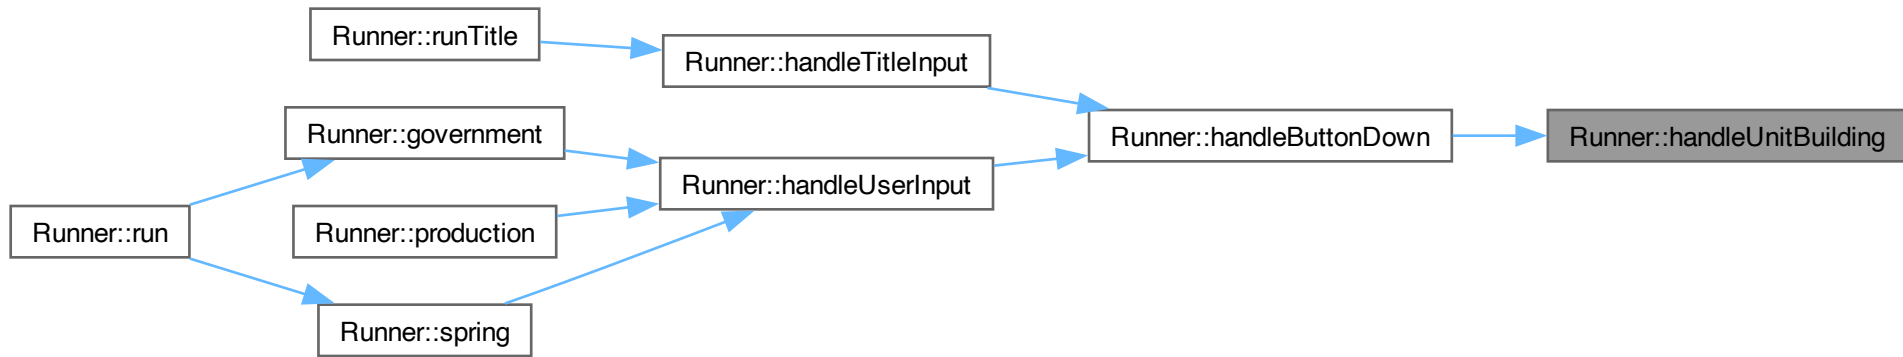 Runner::runTitle
Runner::handleTitleInput
Runner::government
Runner::handleButtonDown
Runner::handleUnitBuilding
Runner::handleUserInput
Runner::run
Runner::production
Runner::spring